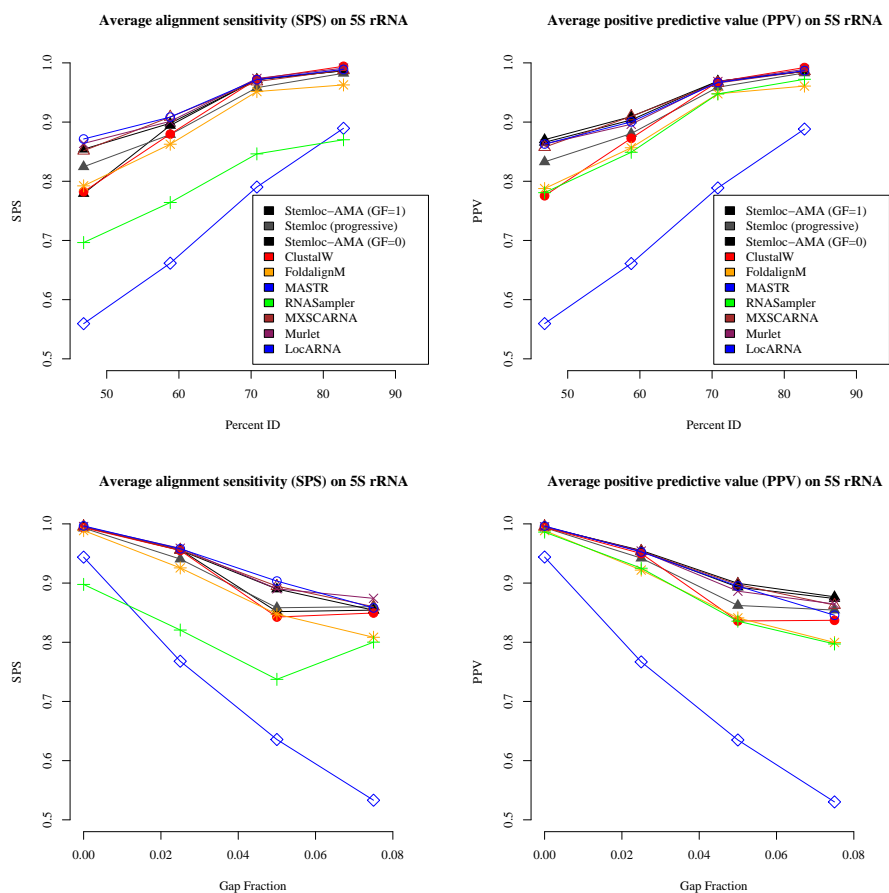 Average alignment sensitivity (SPS) on 5S rRNA
SPS
1.0
0.9
0.8
0.7
0.6
0.5
Stemloc−AMA (GF=1)
Stemloc (progressive)
Stemloc−AMA (GF=0)
ClustalW
FoldalignM
MASTR
RNASampler
MXSCARNA
Murlet
LocARNA
50 60 70 80 90
Percent ID
Average positive predictive value (PPV) on 5S rRNA
PPV
1.0
0.9
0.8
0.7
0.6
0.5
Stemloc−AMA (GF=1)
Stemloc (progressive)
Stemloc−AMA (GF=0)
ClustalW
FoldalignM
MASTR
RNASampler
MXSCARNA
Murlet
LocARNA
50 60 70 80 90
Percent ID
Average alignment sensitivity (SPS) on 5S rRNA
SPS
1.0
0.9
0.8
0.7
0.6
0.5
0.00 0.02 0.04 0.06 0.08
Gap Fraction
Average positive predictive value (PPV) on 5S rRNA
PPV
1.0
0.9
0.8
0.7
0.6
0.5
0.00 0.02 0.04 0.06 0.08
Gap Fraction